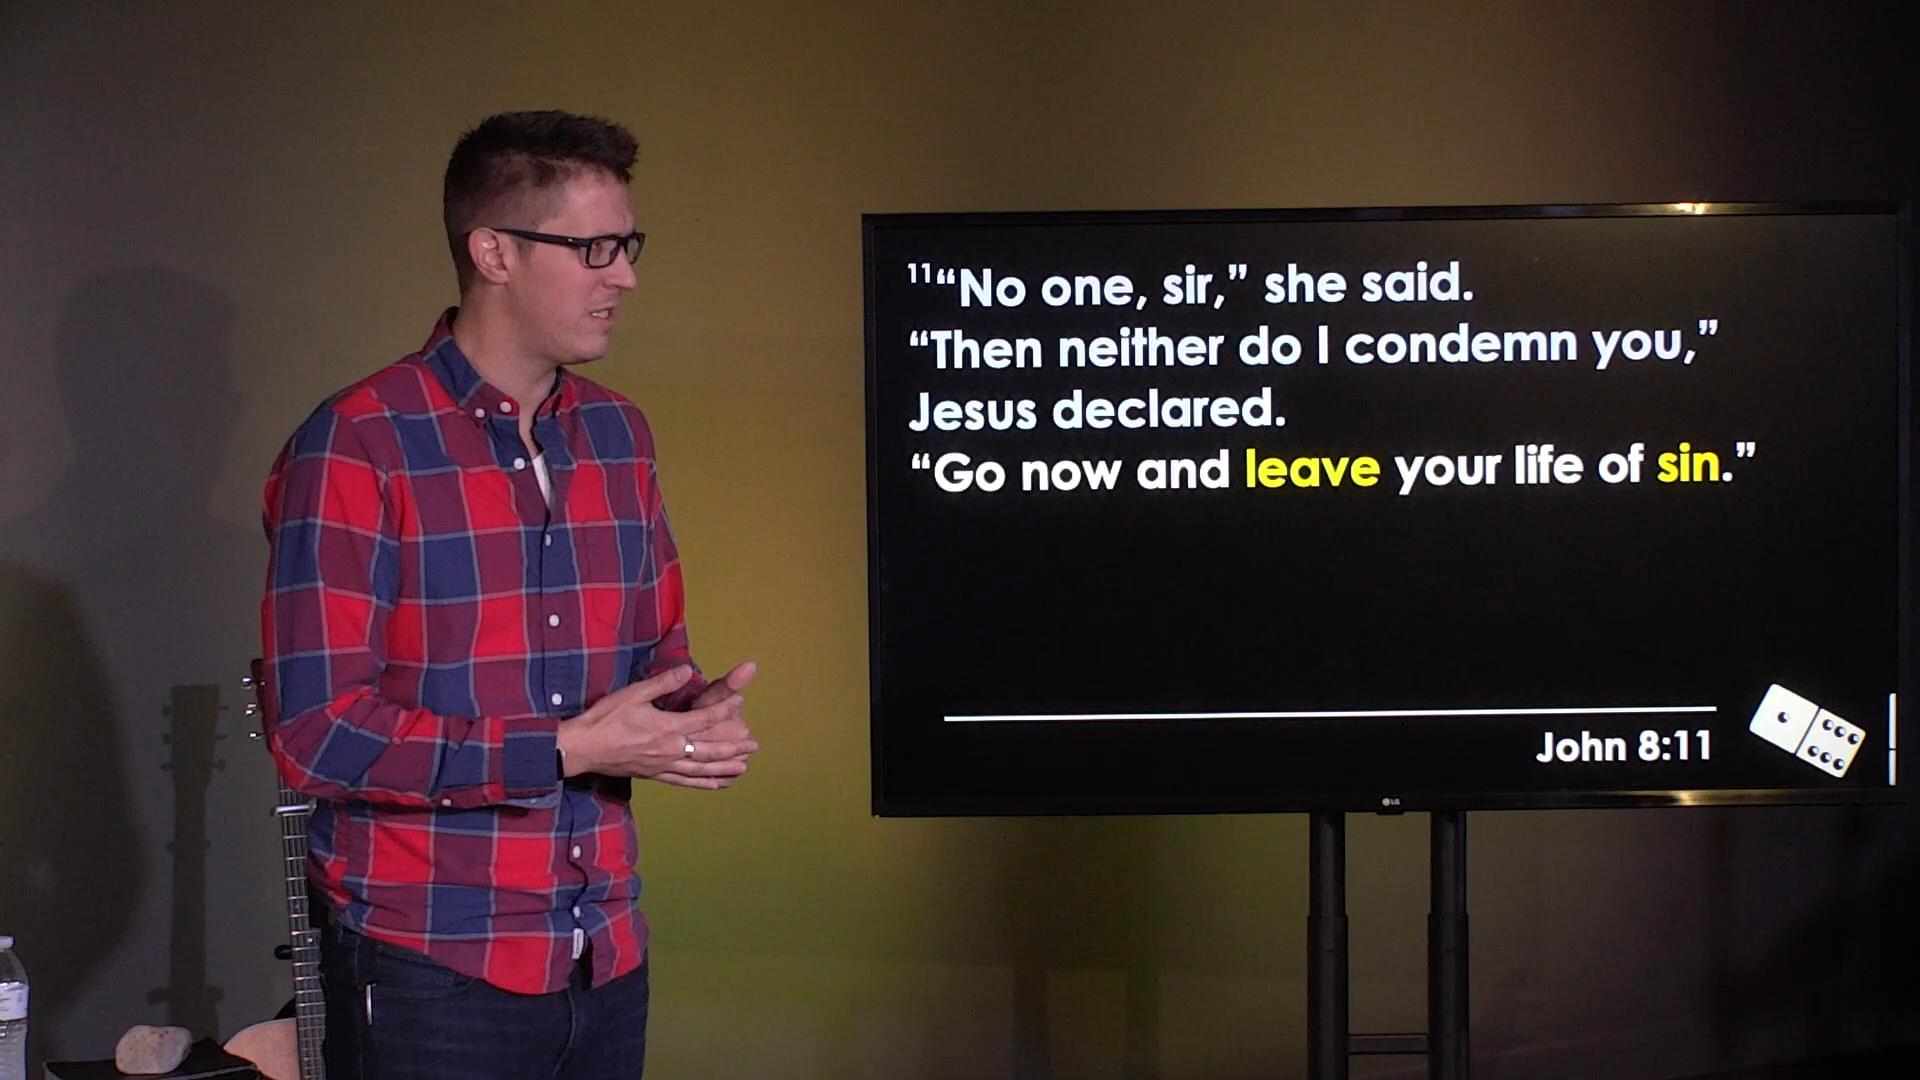 ¹¹“No one, sir,” she said.
“Then neither do I condemn you,”
Jesus declared.
“Go now and leave your life of sin.”
John 8:11
LG